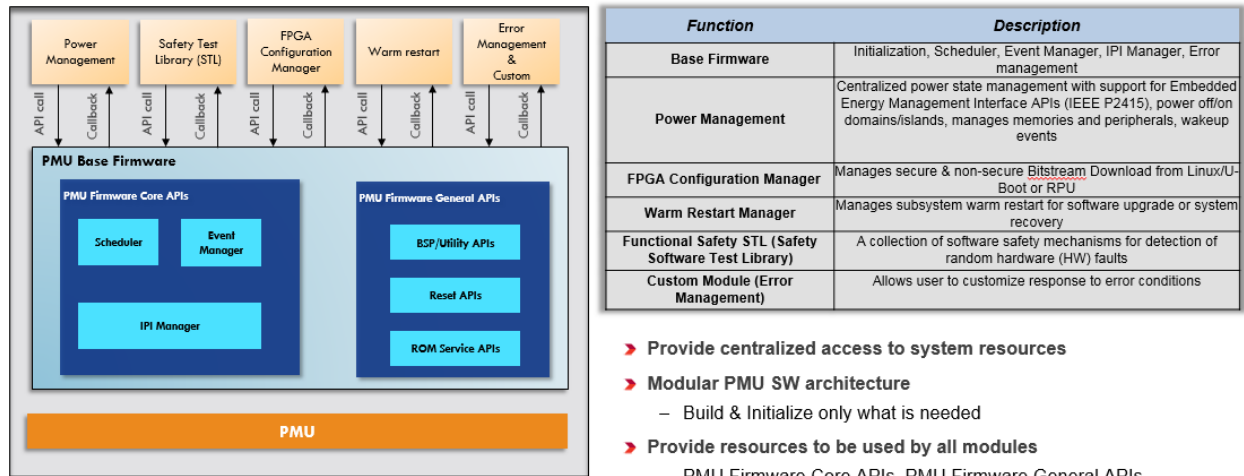 Power
Management
Safety Test
Library (STL)
FPGA
Configuration
Manager
Warm restart
Error
Management
&
Custom
API call
Callback
API call
Callback
API call
Callback
API call
Callback
API call
Callback
PMU Base Firmware
PMU Firmware Core APIs
Scheduler
Event
Manager
IPI Manager
PMU Firmware General APIs
BSP/Utility APIs
Reset APIs
ROM Service APIs
PMU
Function
Description
Base Firmware
Initialization, Scheduler, Event Manager, IPI Manager, Error
management
Power Management
Centralized power state management with support for Embedded
Energy Management Interface APIs (IEEE P2415), power off/on
domains/islands, manages memories and peripherals, wakeup
events
FPGA Configuration Manager
Manages secure & non-secure Bitstream Download from Linux/U-
Boot or RPU
Warm Restart Manager
Manages subsystem warm restart for software upgrade or system
recovery
Functional Safety STL (Safety
Software Test Library)
A collection of software safety mechanisms for detection of
random hardware (HW) faults
Custom Module (Error
Management)
Allows user to customize response to error conditions
Provide centralized access to system resources
Modular PMU SW architecture
– Build & Initialize only what is needed
Provide resources to be used by all modules
PMU Firmware Core APIs, PMU Firmware General APIs